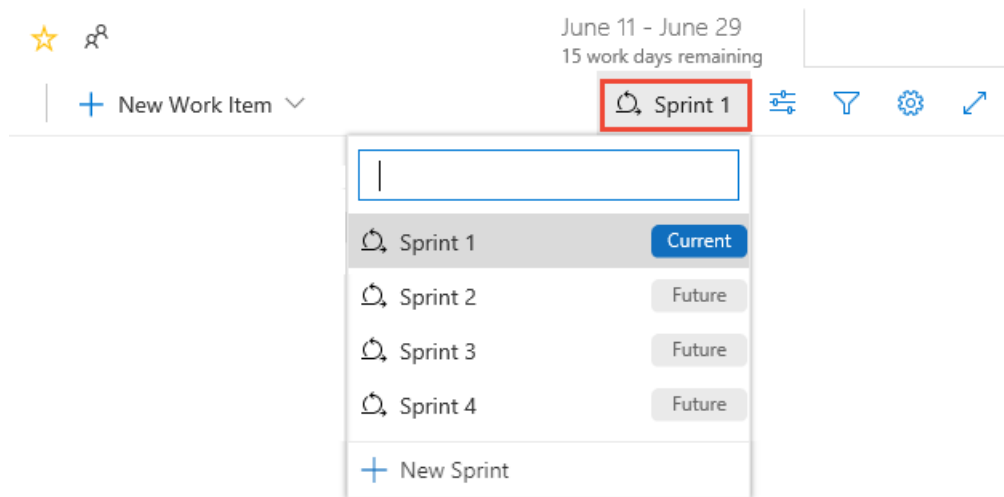 June 11 - June 29
15 work days remaining
New Work Item
Sprint 1
Sprint 1 Current
Sprint 2 Future
Sprint 3 Future
Sprint 4 Future
New Sprint